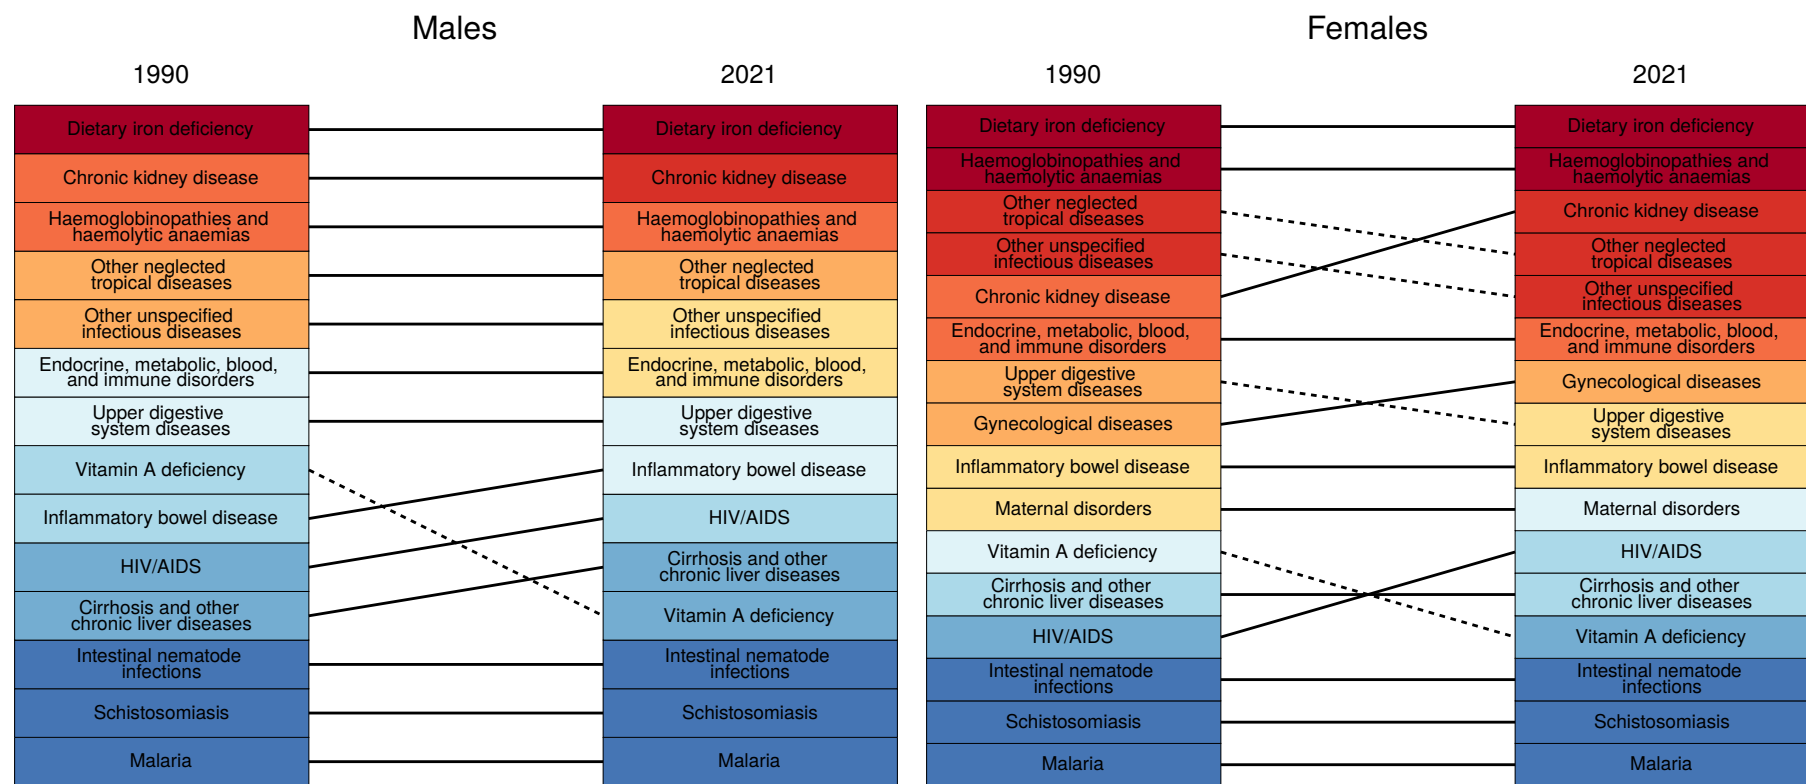 Males
1990
2021
Dietary iron deficiency
Chronic kidney disease
Haemoglobinopathies and
haemolytic anaemias
Other neglected
tropical diseases
Other unspecified
infectious diseases
Endocrine, metabolic, blood,
and immune disorders
Upper digestive
system diseases
Vitamin A deficiency
Inflammatory bowel disease
HIV/AIDS
Cirrhosis and other
chronic liver diseases
Intestinal nematode
infections
Schistosomiasis
Malaria
Dietary iron deficiency
Chronic kidney disease
Haemoglobinopathies and
haemolytic anaemias
Other neglected
tropical diseases
Other unspecified
infectious diseases
Endocrine, metabolic, blood,
and immune disorders
Upper digestive
system diseases
Inflammatory bowel disease
HIV/AIDS
Cirrhosis and other
chronic liver diseases
Vitamin A deficiency
Intestinal nematode
infections
Schistosomiasis
Malaria
Females
1990
2021
Dietary iron deficiency
Haemoglobinopathies and
haemolytic anaemias
Other neglected
tropical diseases
Other unspecified
infectious diseases
Chronic kidney disease
Endocrine, metabolic, blood,
and immune disorders
Upper digestive
system diseases
Gynecological diseases
Inflammatory bowel disease
Maternal disorders
Vitamin A deficiency
Cirrhosis and other
chronic liver diseases
HIV/AIDS
Intestinal nematode
infections
Schistosomiasis
Malaria
Dietary iron deficiency
Haemoglobinopathies and
haemolytic anaemias
Chronic kidney disease
Other neglected
tropical diseases
Other unspecified
infectious diseases
Endocrine, metabolic, blood,
and immune disorders
Gynecological diseases
Upper digestive
system diseases
Inflammatory bowel disease
Maternal disorders
HIV/AIDS
Cirrhosis and other
chronic liver diseases
Vitamin A deficiency
Intestinal nematode
infections
Schistosomiasis
Malaria